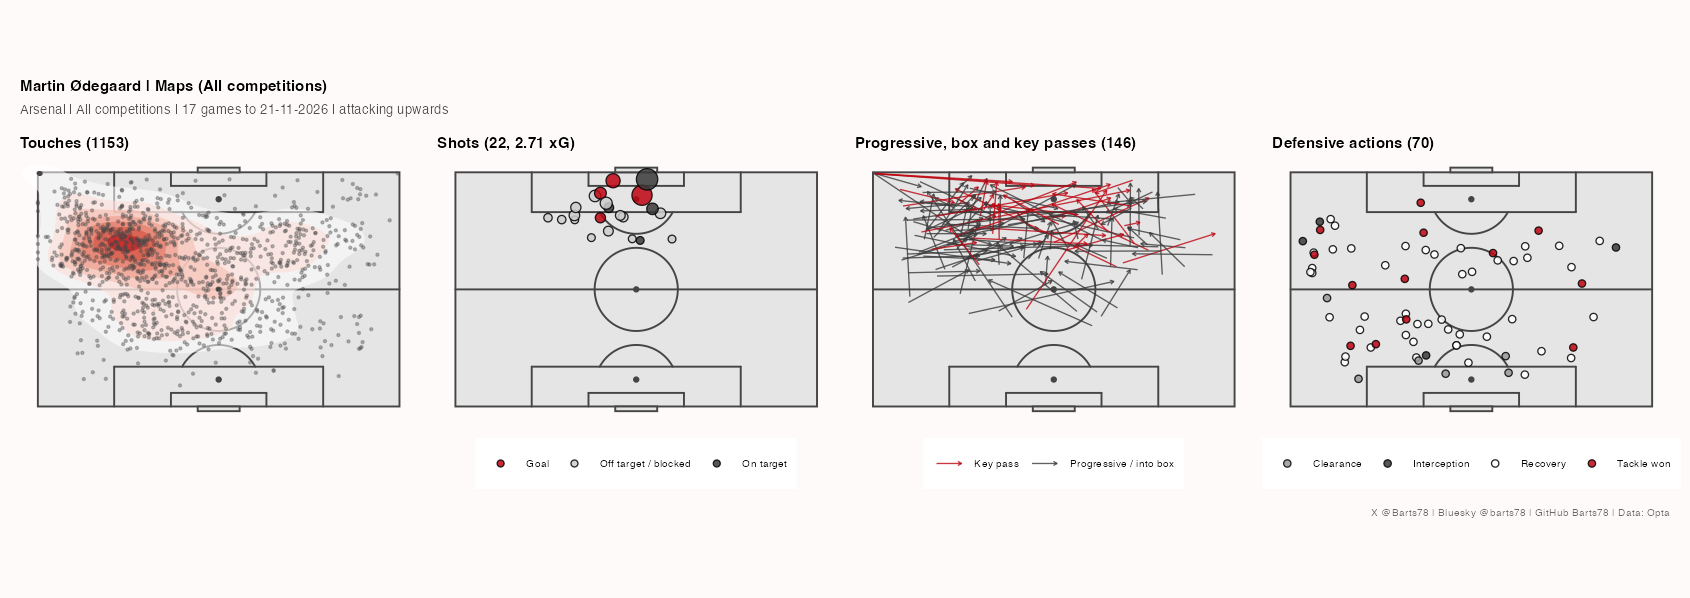 Martin Ødegaard | Maps (All competitions)
Arsenal | All competitions | 17 games to 21-11-2026 | attacking upwards
Touches (1153)
Shots (22, 2.71 xG)
Progressive, box and key passes (146)
Defensive actions (70)
Goal
Off target / blocked
On target
Key pass
Progressive / into box
Clearance
Interception
Recovery
Tackle won
X @Barts78 | Bluesky @barts78 | GitHub Barts78 | Data: Opta